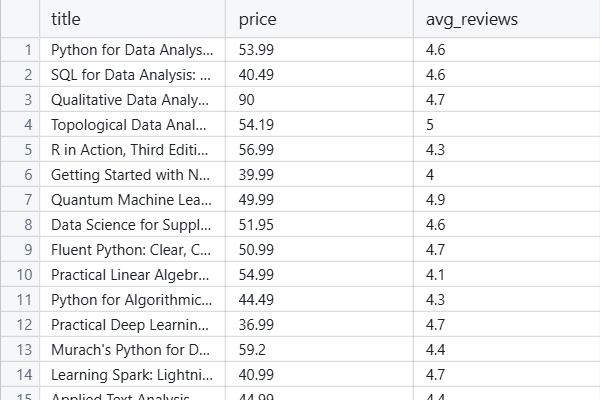 title price avg_reviews
1 Python for Data Analys... 53.99 4.6
2 SQL for Data Analysis: ... 40.49 4.6
3 Qualitative Data Analy... 90 4.7
4 Topological Data Anal... 54.19 5
5 R in Action, Third Editi... 56.99 4.3
6 Getting Started with N... 39.99 4
7 Quantum Machine Lea... 49.99 4.9
8 Data Science for Suppl... 51.95 4.6
9 Fluent Python: Clear, C... 50.99 4.7
10 Practical Linear Algebr... 54.99 4.1
11 Python for Algorithmic... 44.49 4.3
12 Practical Deep Learnin... 36.99 4.7
13 Murach's Python for D... 59.2 4.4
14 Learning Spark: Lightni... 40.99 4.7
15 Applied Text Analysis 44.99 4.4